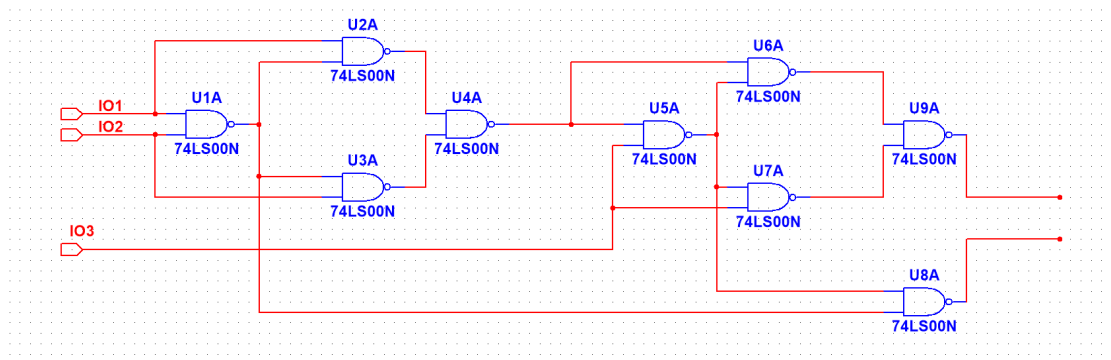 U2A
74LS00N
IO1
IO2
U1A
74LS00N
U4A
74LS00N
U3A
74LS00N
IO3
U6A
74LS00N
U5A
74LS00N
U9A
74LS00N
U7A
74LS00N
U8A
74LS00N